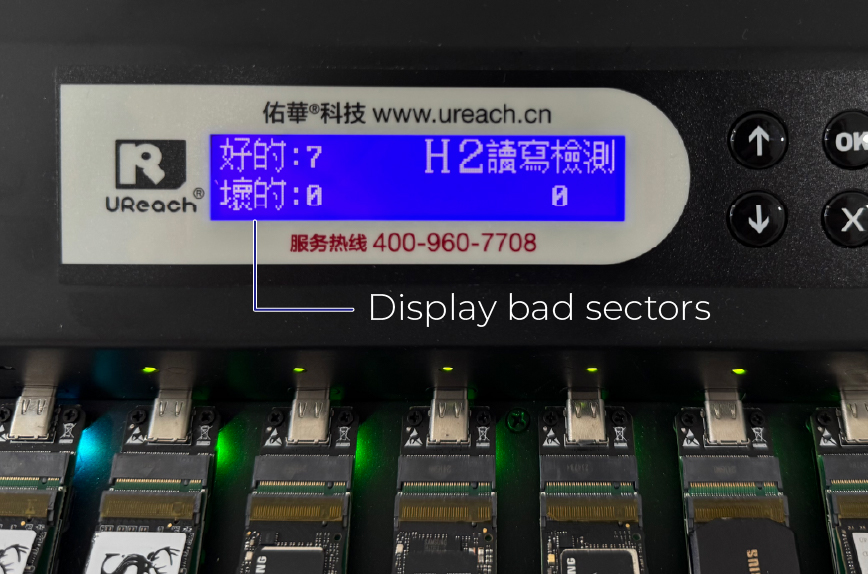 佑華®科技 www.ureach.cn
UReach®
好的:7 H2讀寫檢測
壞的:0 0
服务热线 400-960-7708
OK
X
Display bad sectors